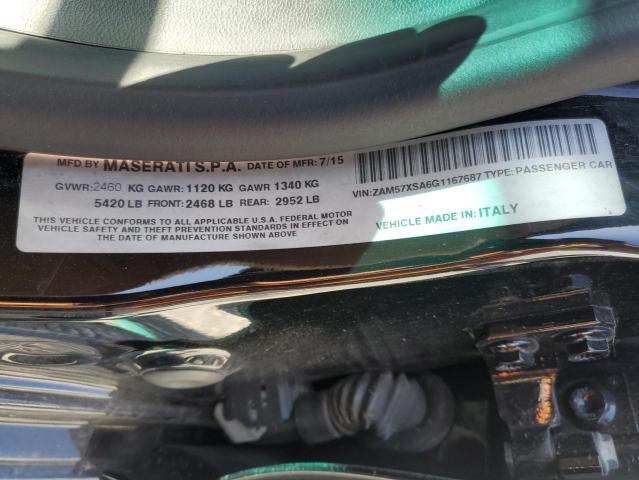 MFD BY MASERATI S.P.A. DATE OF MFR: 7/15
GVWR:2460 KG GAWR: 1120 KG GAWR 1340 KG
5420 LB FRONT: 2468 LB REAR: 2952 LB
THIS VEHICLE CONFORMS TO ALL APPLICABLE U.S.A. FEDERAL MOTOR
VEHICLE SAFETY AND THEFT PREVENTION STANDARDS IN EFFECT ON
THE DATE OF MANUFACTURE SHOWN ABOVE
VIN:ZAM57XSA6G1167687 TYPE: PASSENGER CAR
VEHICLE MADE IN: ITALY